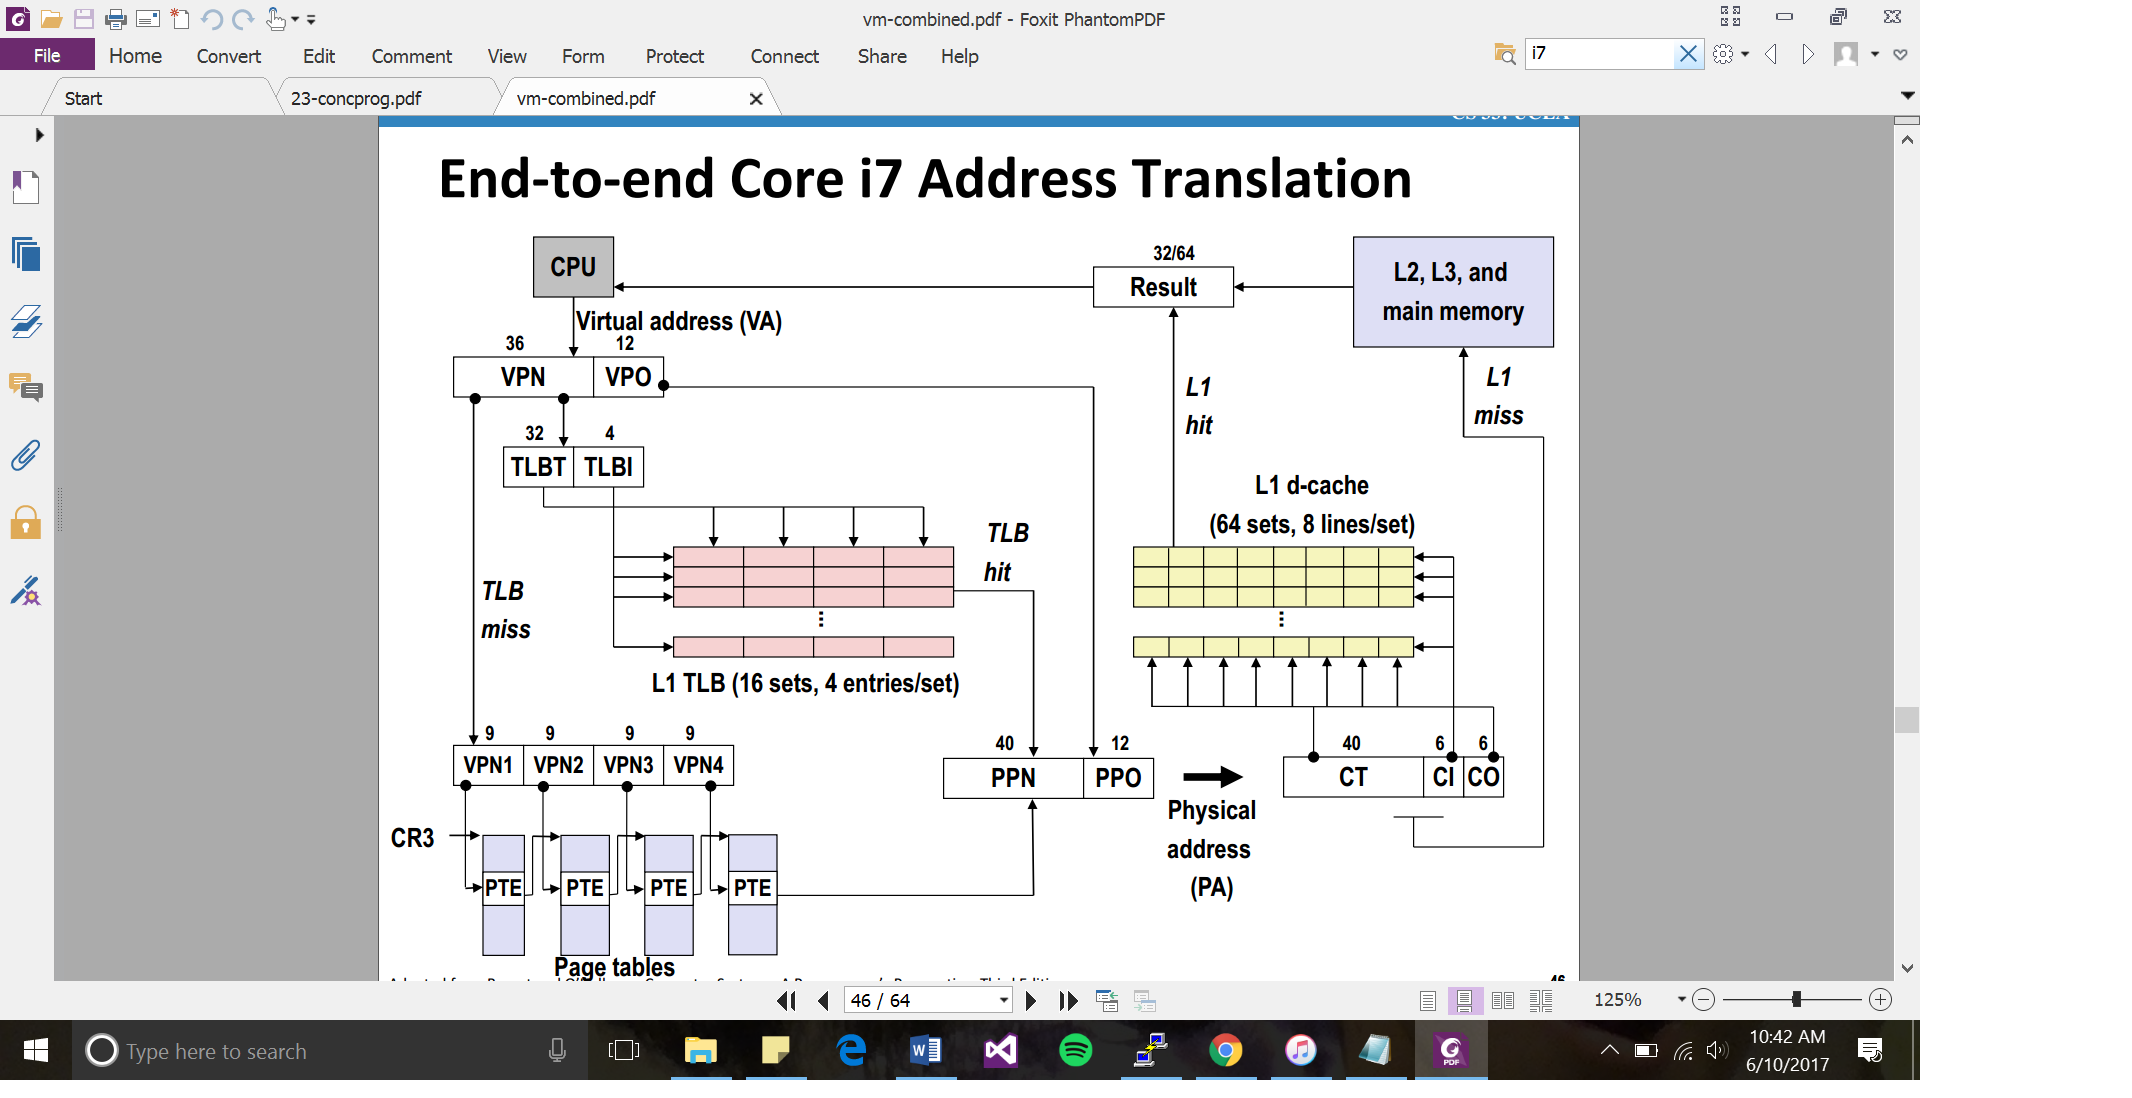 vm-combined.pdf - Foxit PhantomPDF
File Home Convert Edit Comment View Form Protect Connect Share Help
i7
Start
23-concprog.pdf
vm-combined.pdf
End-to-end Core i7 Address Translation
CPU
32/64
Result
L2, L3, and
main memory
Virtual address (VA)
36 12
VPN VPO
L1
hit
L1
miss
32 4
TLBT TLBI
L1 d-cache
(64 sets, 8 lines/set)
TLB
hit
TLB
miss
...
...
L1 TLB (16 sets, 4 entries/set)
9 9 9 9
VPN1 VPN2 VPN3 VPN4
40 12
PPN PPO
40 6 6
CT CI CO
Physical
address
(PA)
CR3
PTE PTE PTE PTE
Page tables
46 / 64
125%
Type here to search
PDF
10:42 AM
6/10/2017